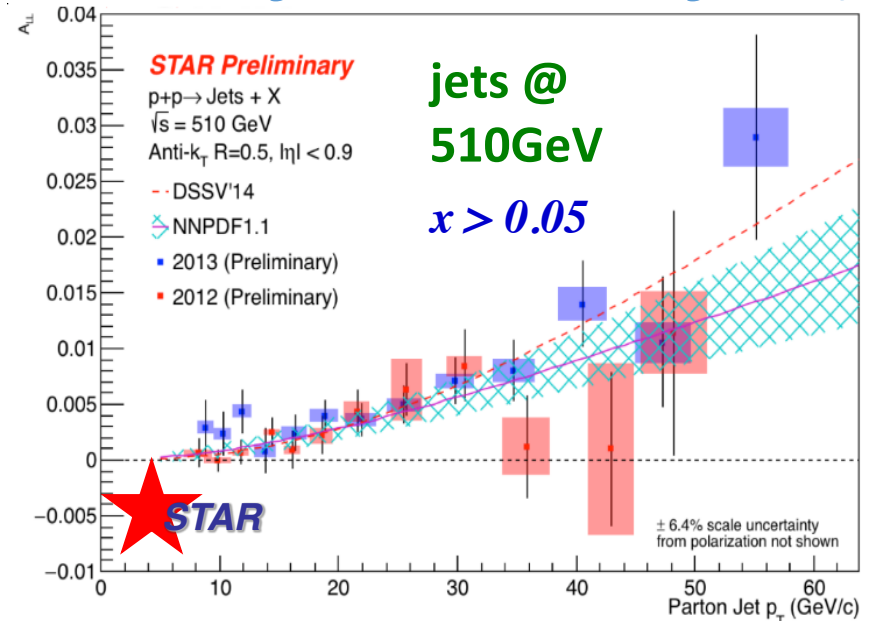 A_LL
0.04
0.035
0.03
0.025
0.02
0.015
0.01
0.005
0
−0.005
−0.01
STAR Preliminary
p+p→ Jets + X
√s = 510 GeV
Anti-k_T R=0.5, |η| < 0.9
DSSV'14
NNPDF1.1
2013 (Preliminary)
2012 (Preliminary)
jets @
510GeV
x > 0.05
STAR
± 6.4% scale uncertainty
from polarization not shown
0 10 20 30 40 50 60
Parton Jet p_T (GeV/c)